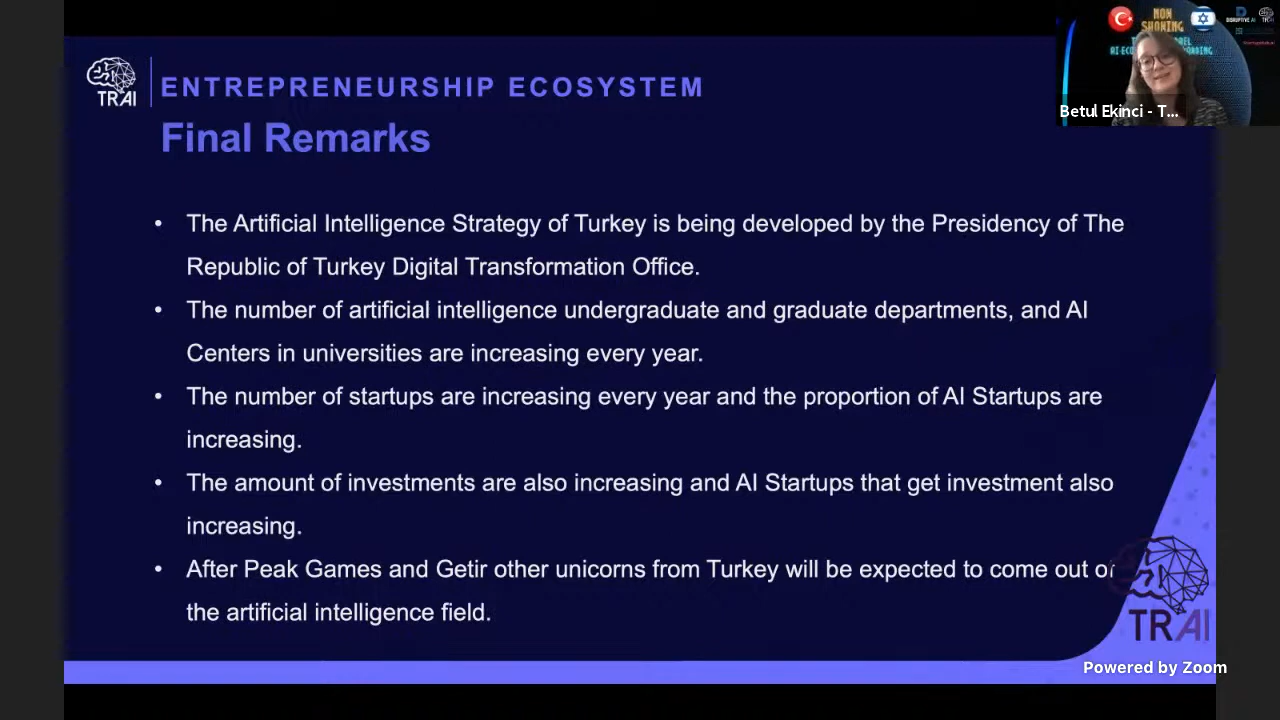 NON
SHOWING
DISRUPTIVE AI
TRAI
ENTREPRENEURSHIP ECOSYSTEM
Final Remarks
Betul Ekinci - T...
• The Artificial Intelligence Strategy of Turkey is being developed by the Presidency of The
Republic of Turkey Digital Transformation Office.
• The number of artificial intelligence undergraduate and graduate departments, and AI
Centers in universities are increasing every year.
• The number of startups are increasing every year and the proportion of AI Startups are
increasing.
• The amount of investments are also increasing and AI Startups that get investment also
increasing.
• After Peak Games and Getir other unicorns from Turkey will be expected to come out of
the artificial intelligence field.
TRAI
Powered by Zoom